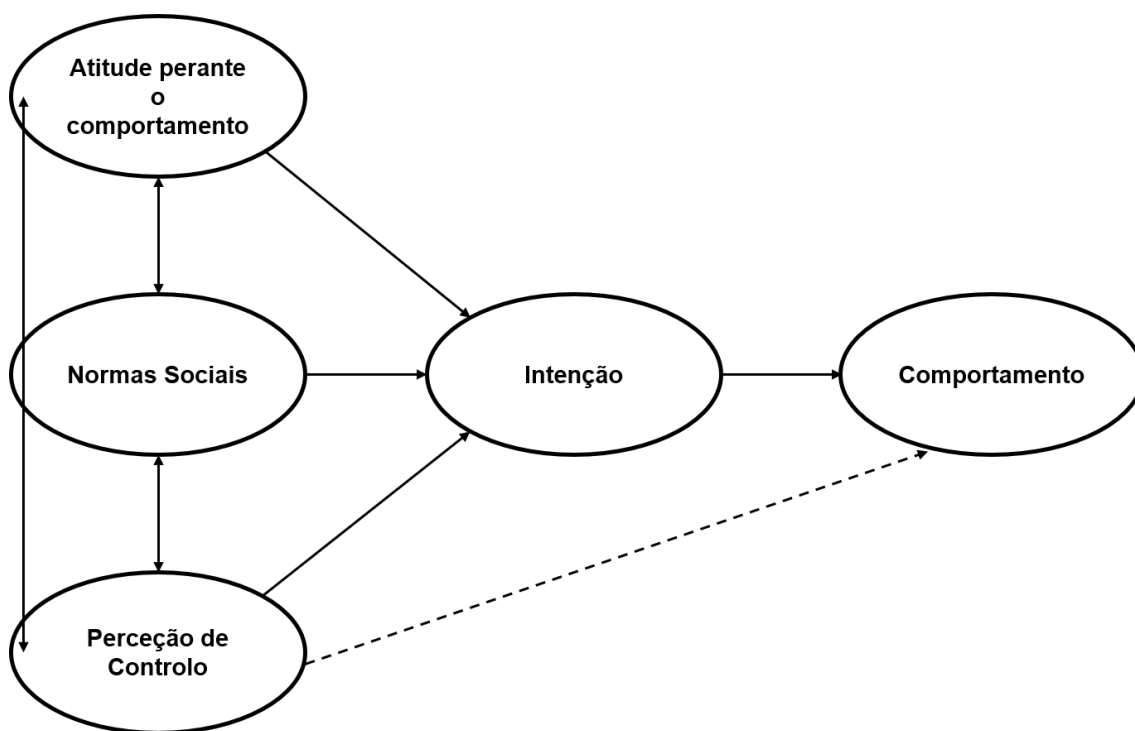 Atitude perante
o
comportamento
Normas Sociais
Intenção
Comportamento
Perceção de
Controlo